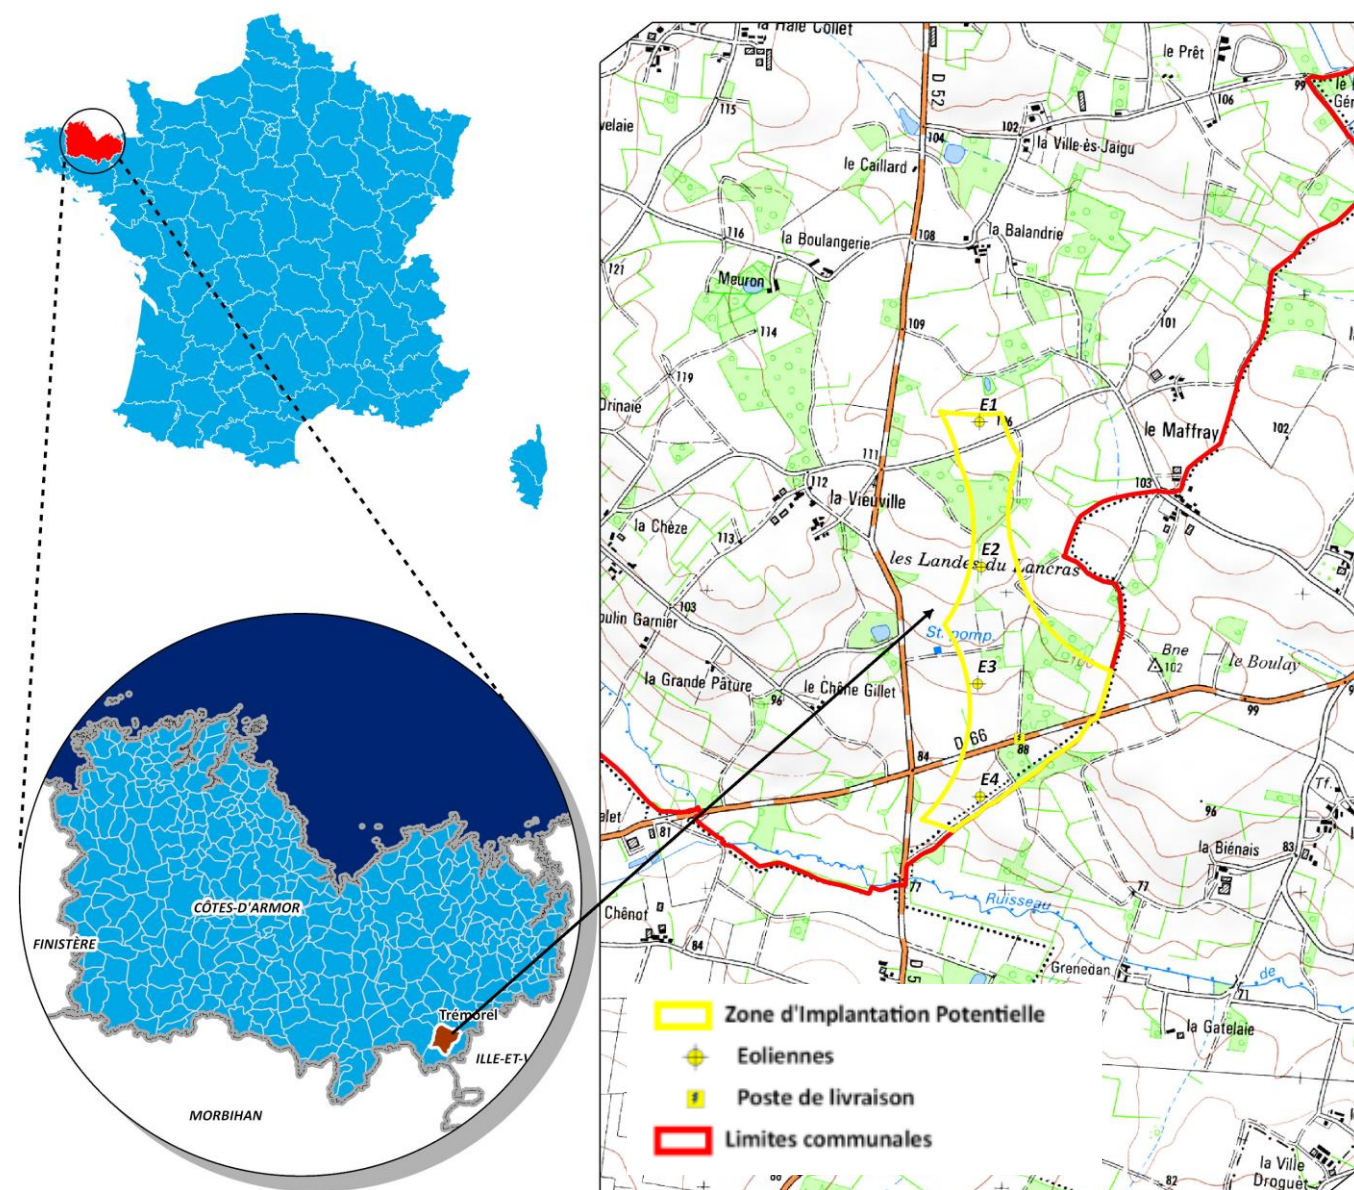 CÔTES-D'ARMOR
FINISTÈRE
Trémorel
ILLE-ET-V
MORBIHAN
la Haie Collet
le Prêt
D 52
99
106
115
104
102
la Ville-ès-Jaigu
le Caillard
116
la Boulangerie
108
la Balandrie
121
Meuron
109
101
114
119
E1
le Maffray
102
111
112
la Vieuville
103
la Chèze
113
E2
les Landes du Lancras
103
St. pomp.
Bne
102
le Boulay
la Grande Pâture
E3
le Chêne Gillet
96
99
D 66
84
88
E4
96
Tf.
81
la Biénais
83
77
77
Ruisseau
Chênot
84
Grenedan
de
D 5
71
la Gatelaie
Zone d'Implantation Potentielle
Eoliennes
Poste de livraison
Limites communales
la Ville
Droguet
82